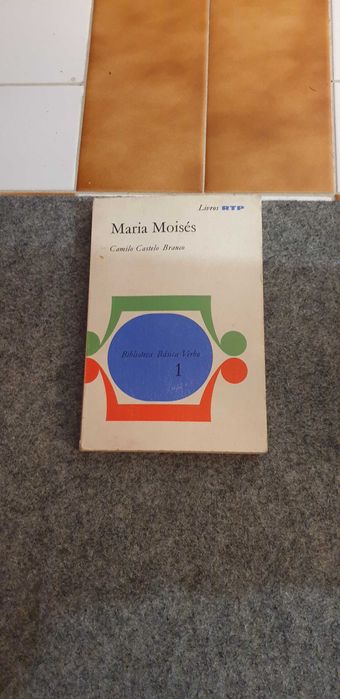 Livros RTP
Maria Moisés
Camilo Castelo Branco
Biblioteca Básica Verbo
1